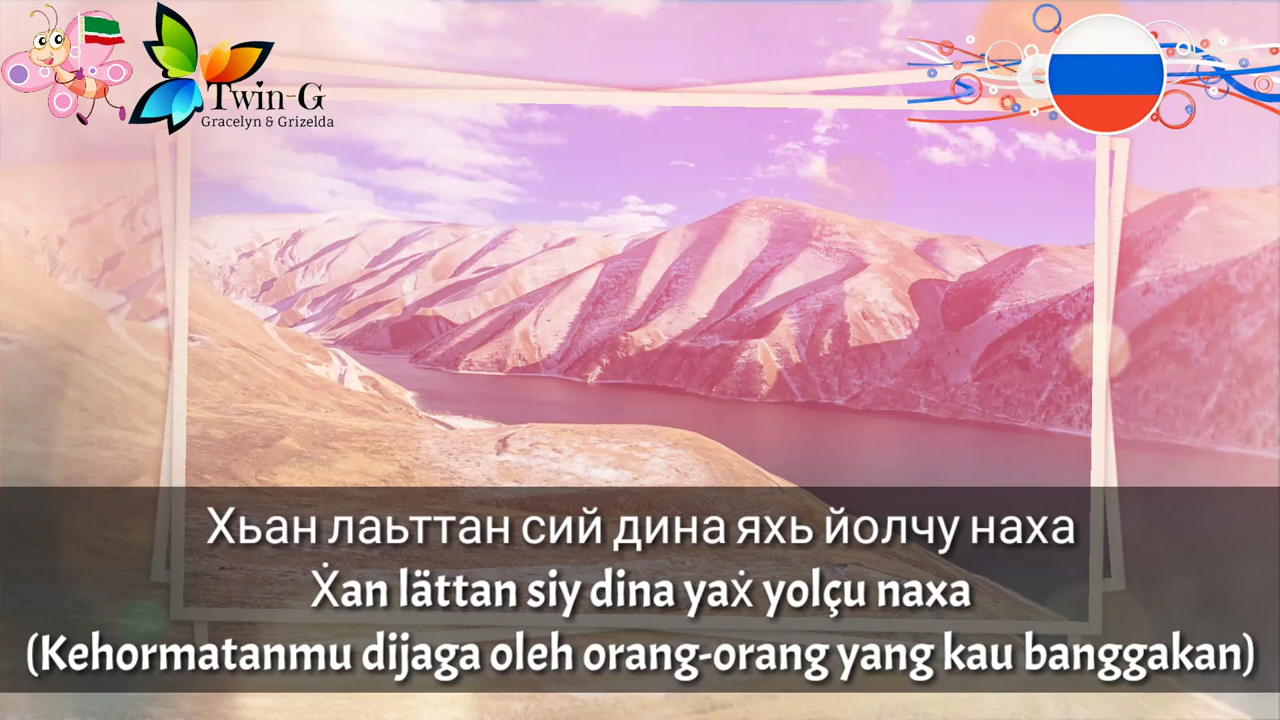 Twin-G
Gracelyn & Grizelda
Хьан лаьттан сий дина яхь йолчу наха
Ẋan lättan siy dina yaẋ yolçu naxa
(Kehormatanmu dijaga oleh orang-orang yang kau banggakan)